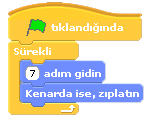 tıklandığında
Sürekli
7 adım gidin
Kenarda ise, zıplatın